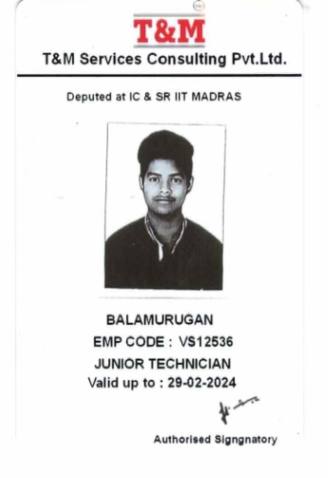 T&M
T&M Services Consulting Pvt.Ltd.
Deputed at IC & SR IIT MADRAS
BALAMURUGAN
EMP CODE : VS12536
JUNIOR TECHNICIAN
Valid up to : 29-02-2024
Authorised Signgnatory